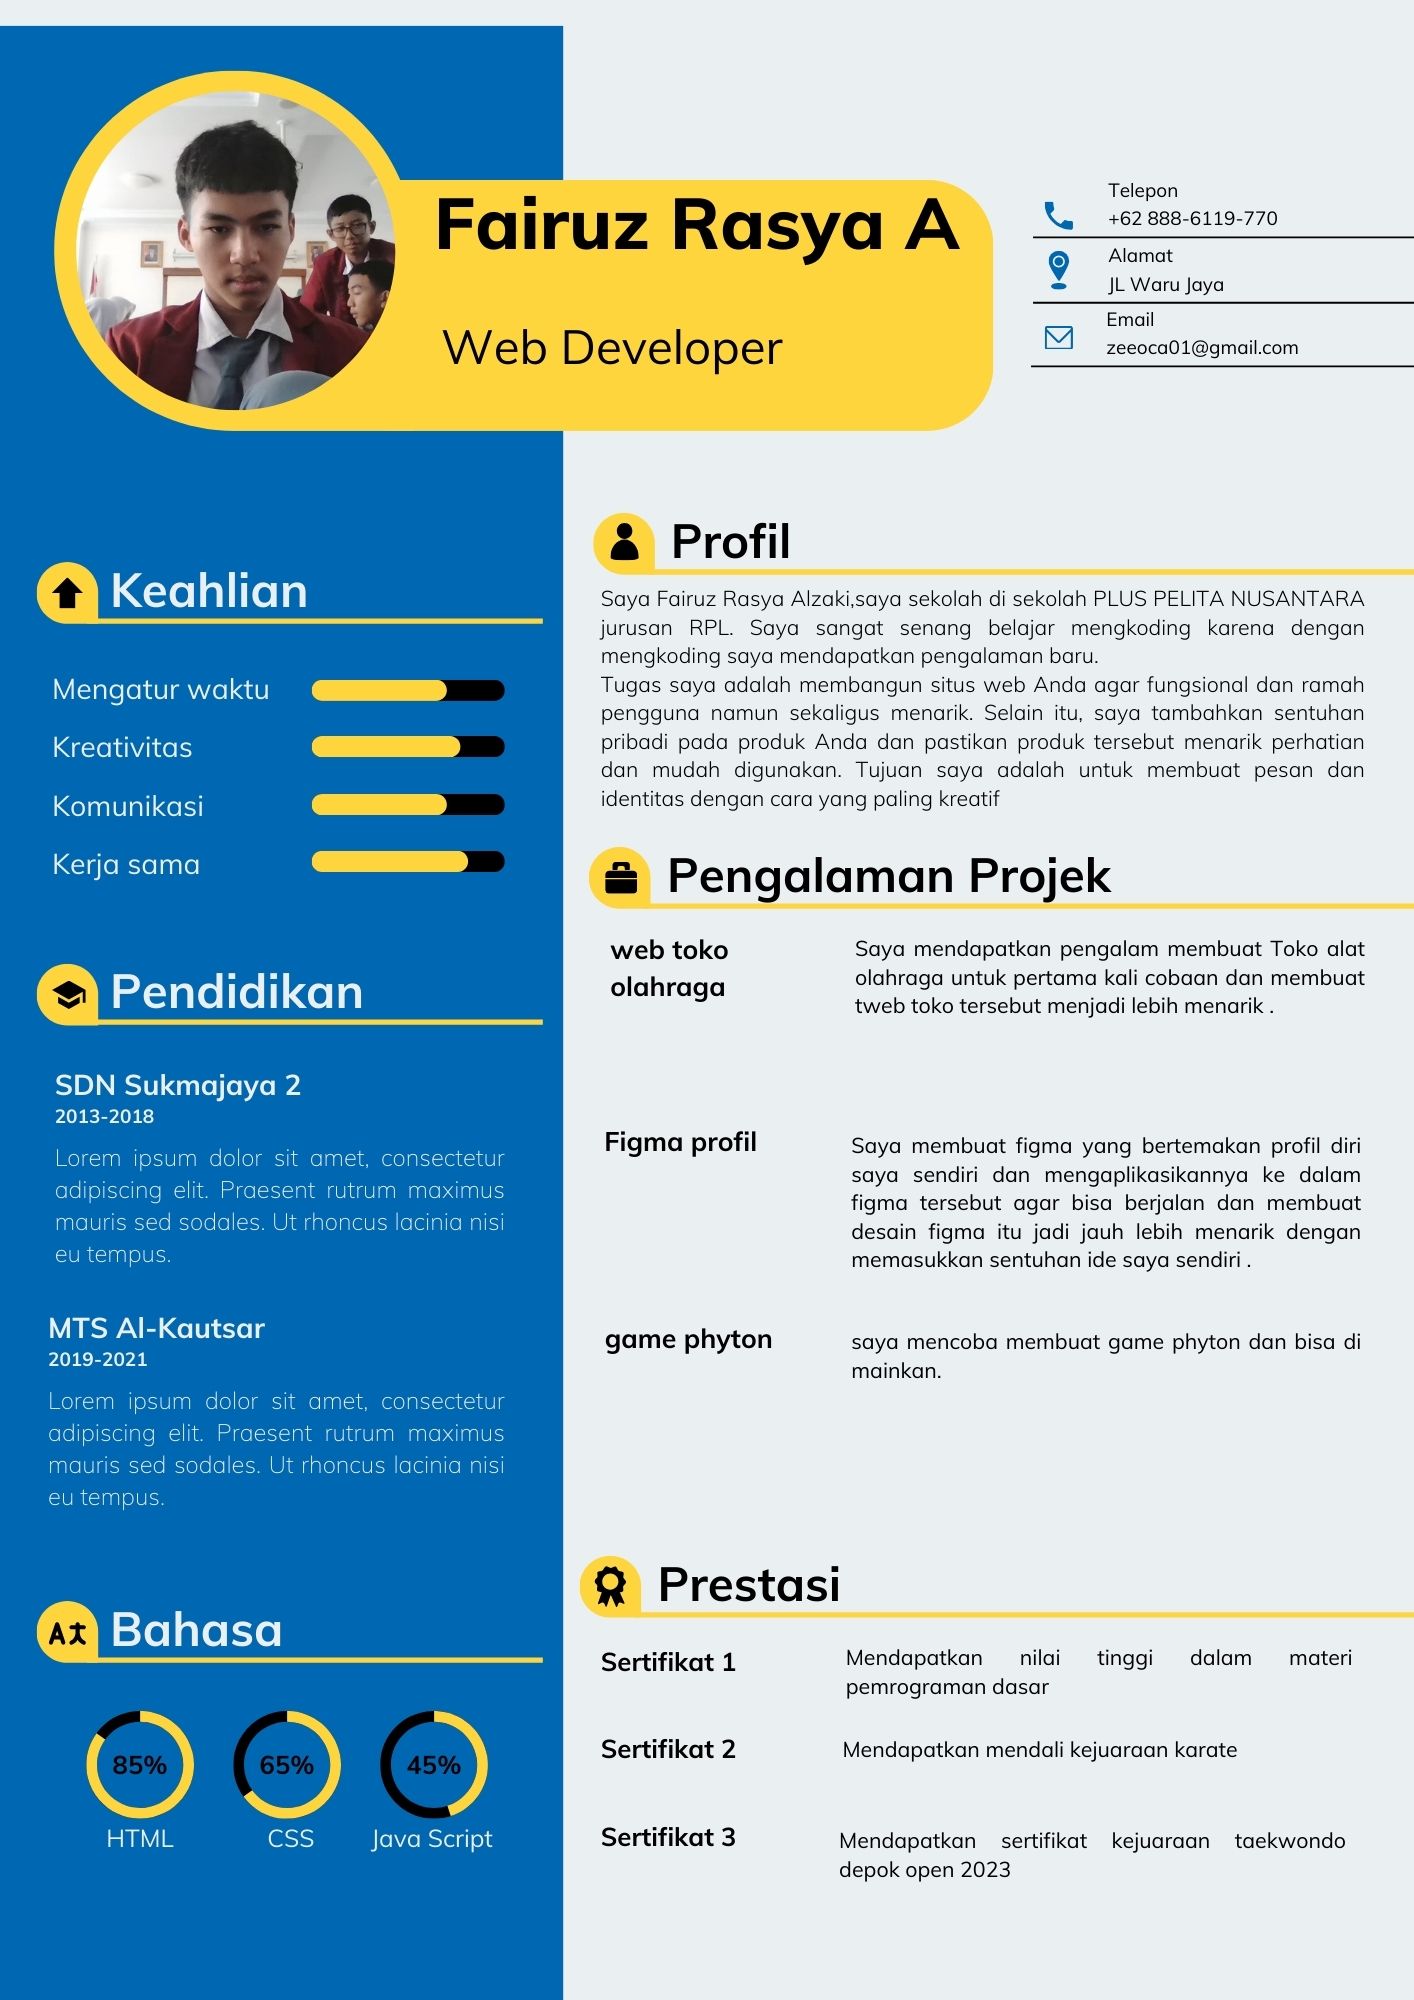 Fairuz Rasya A
Web Developer
Telepon
+62 888-6119-770
Alamat
JL Waru Jaya
Email
zeeoca01@gmail.com
Keahlian
Mengatur waktu
Kreativitas
Komunikasi
Kerja sama
Pendidikan
SDN Sukmajaya 2
2013-2018
Lorem ipsum dolor sit amet, consectetur
adipiscing elit. Praesent rutrum maximus
mauris sed sodales. Ut rhoncus lacinia nisi
eu tempus.
MTS Al-Kautsar
2019-2021
Lorem ipsum dolor sit amet, consectetur
adipiscing elit. Praesent rutrum maximus
mauris sed sodales. Ut rhoncus lacinia nisi
eu tempus.
Bahasa
85%
65%
45%
HTML
CSS
Java Script
Profil
Saya Fairuz Rasya Alzaki,saya sekolah di sekolah PLUS PELITA NUSANTARA
jurusan RPL. Saya sangat senang belajar mengkoding karena dengan
mengkoding saya mendapatkan pengalaman baru.
Tugas saya adalah membangun situs web Anda agar fungsional dan ramah
pengguna namun sekaligus menarik. Selain itu, saya tambahkan sentuhan
pribadi pada produk Anda dan pastikan produk tersebut menarik perhatian
dan mudah digunakan. Tujuan saya adalah untuk membuat pesan dan
identitas dengan cara yang paling kreatif
Pengalaman Projek
web toko
olahraga
Saya mendapatkan pengalam membuat Toko alat
olahraga untuk pertama kali cobaan dan membuat
tweb toko tersebut menjadi lebih menarik .
Figma profil
Saya membuat figma yang bertemakan profil diri
saya sendiri dan mengaplikasikannya ke dalam
figma tersebut agar bisa berjalan dan membuat
desain figma itu jadi jauh lebih menarik dengan
memasukkan sentuhan ide saya sendiri .
game phyton
saya mencoba membuat game phyton dan bisa di
mainkan.
Prestasi
Sertifikat 1
Mendapatkan nilai tinggi dalam materi
pemrograman dasar
Sertifikat 2
Mendapatkan mendali kejuaraan karate
Sertifikat 3
Mendapatkan sertifikat kejuaraan taekwondo
depok open 2023